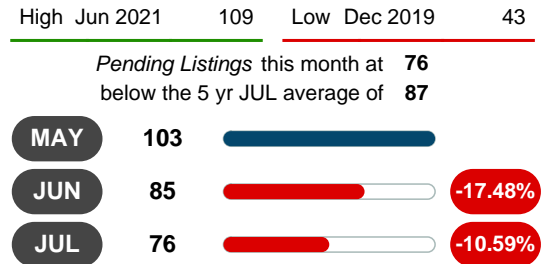 High Jun 2021 109 Low Dec 2019 43
Pending Listings this month at 76
below the 5 yr JUL average of 87
MAY 103
JUN 85 -17.48%
JUL 76 -10.59%